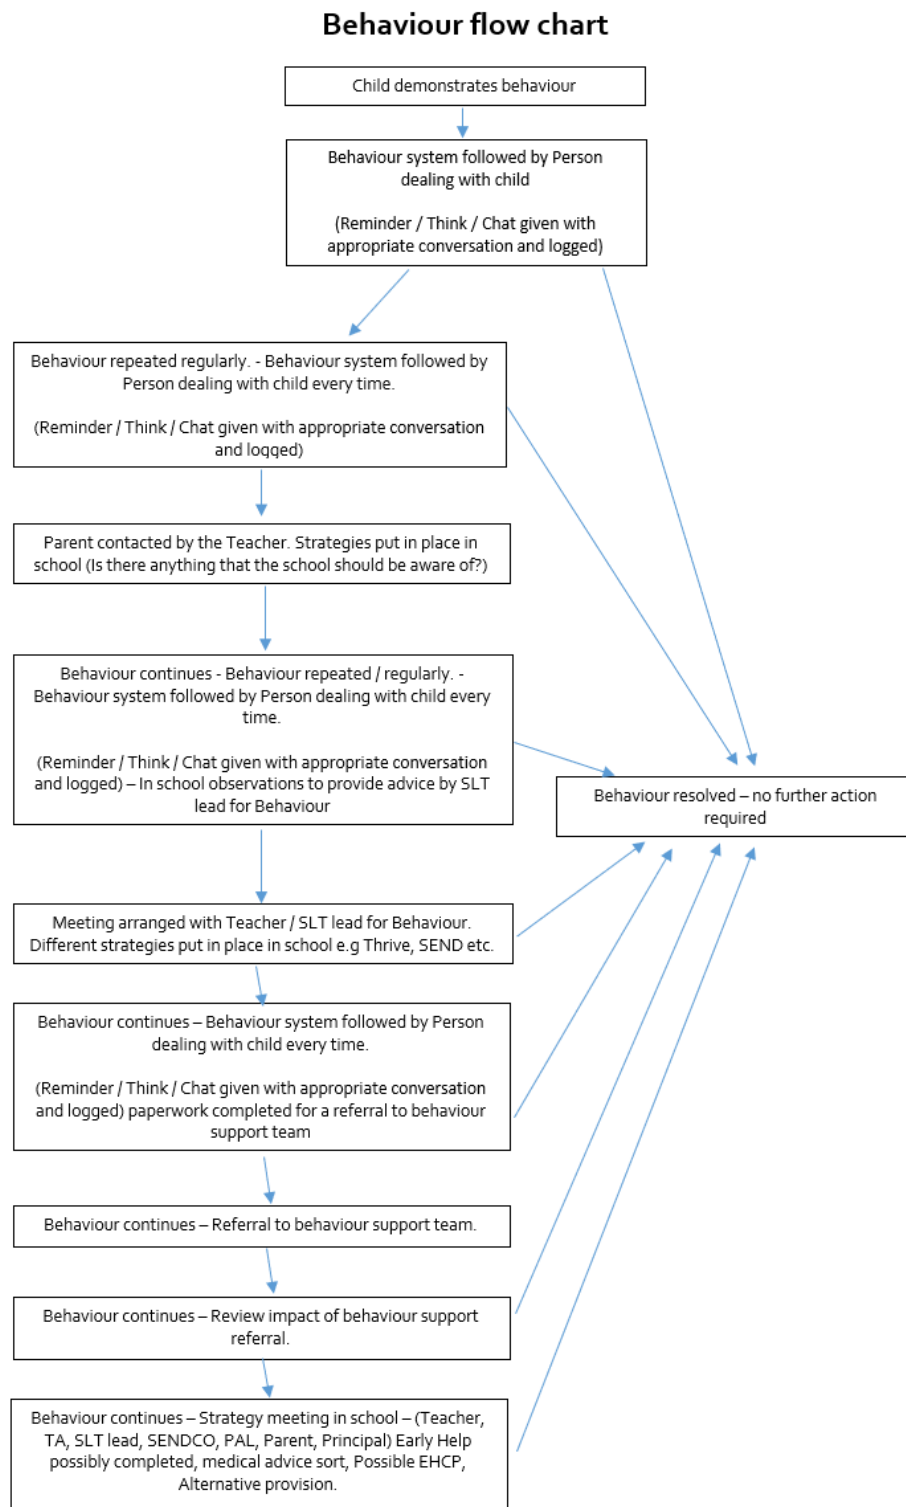 Behaviour flow chart
Child demonstrates behaviour
Behaviour system followed by Person
dealing with child
(Reminder / Think / Chat given with
appropriate conversation and logged)
Behaviour repeated regularly. - Behaviour system followed by
Person dealing with child every time.
(Reminder / Think / Chat given with appropriate conversation
and logged)
Parent contacted by the Teacher. Strategies put in place in
school (Is there anything that the school should be aware of?)
Behaviour continues - Behaviour repeated / regularly. -
Behaviour system followed by Person dealing with child every
time.
(Reminder / Think / Chat given with appropriate conversation
and logged) – In school observations to provide advice by SLT
lead for Behaviour
Behaviour resolved – no further action
required
Meeting arranged with Teacher / SLT lead for Behaviour.
Different strategies put in place in school e.g Thrive, SEND etc.
Behaviour continues – Behaviour system followed by Person
dealing with child every time.
(Reminder / Think / Chat given with appropriate conversation
and logged) paperwork completed for a referral to behaviour
support team
Behaviour continues – Referral to behaviour support team.
Behaviour continues – Review impact of behaviour support
referral.
Behaviour continues – Strategy meeting in school – (Teacher,
TA, SLT lead, SENDCO, PAL, Parent, Principal) Early Help
possibly completed, medical advice sort, Possible EHCP,
Alternative provision.